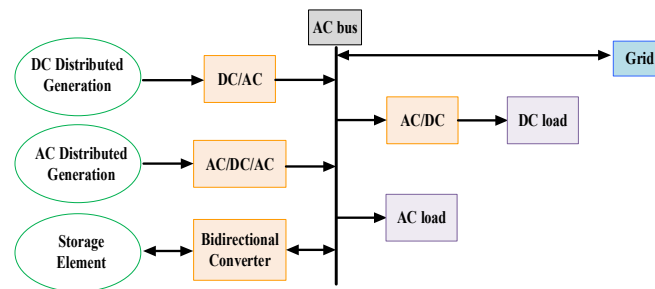 AC bus
DC Distributed
Generation
DC/AC
Grid
AC/DC
DC load
AC Distributed
Generation
AC/DC/AC
AC load
Storage
Element
Bidirectional
Converter